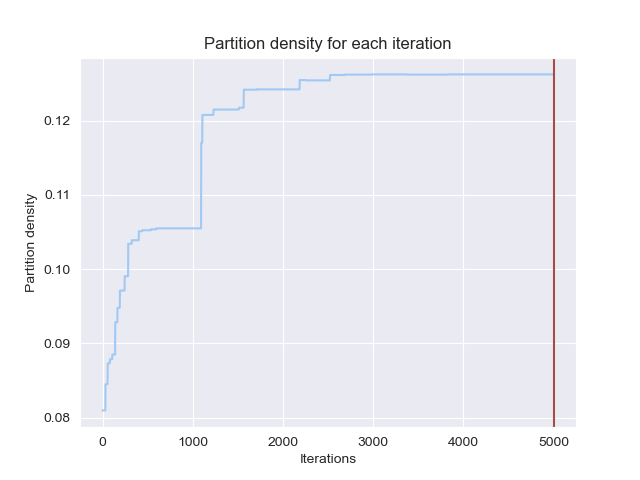 Partition density for each iteration
Partition density
0.12
0.11
0.10
0.09
0.08
0 1000 2000 3000 4000 5000
Iterations